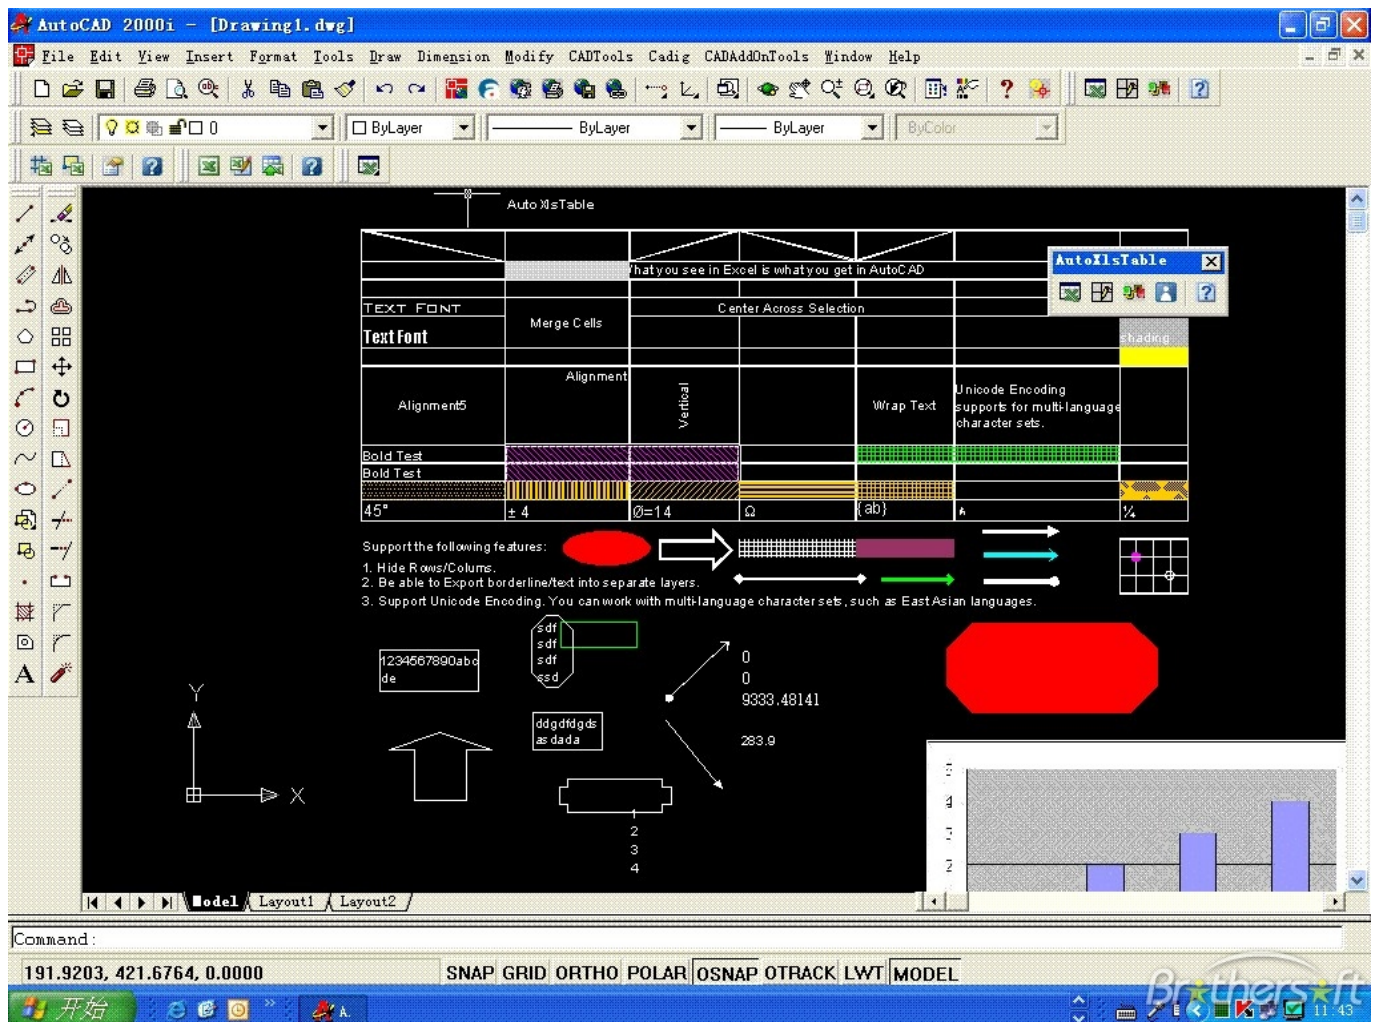 AutoCAD 2000i - [Drawing1.dwg]
File Edit View Insert Format Tools Draw Dimension Modify CADTools Cadig CADAddOnTools Window Help
0 ByLayer ByLayer ByLayer ByColor
Auto XlsTable
AutoXlsTable
What you see in Excel is what you get in AutoCAD
TEXT FONT
Center Across Selection
Merge Cells
Text Font
shading
Alignment
Alignment5
Vertical
Wrap Text
Unicode Encoding
supports for multi-language
character sets.
Bold Test
Bold Test
45° ± 4 Ø=14 Ω {ab} ¼
Support the following features:
1. Hide Rows/Colums.
2. Be able to Export borderline/text into separate layers.
3. Support Unicode Encoding. You can work with multi-language character sets, such as East Asian languages.
sdf
sdf
sdf
ssd
1234567890abc
de
0
0
9333.48141
283.9
ddgdfdgds
asdada
Y
X
1
2
3
4
5
4
3
2
Model Layout1 Layout2
Command:
191.9203, 421.6764, 0.0000 SNAP GRID ORTHO POLAR OSNAP OTRACK LWT MODEL
开始 A. 11:43
Brothersoft